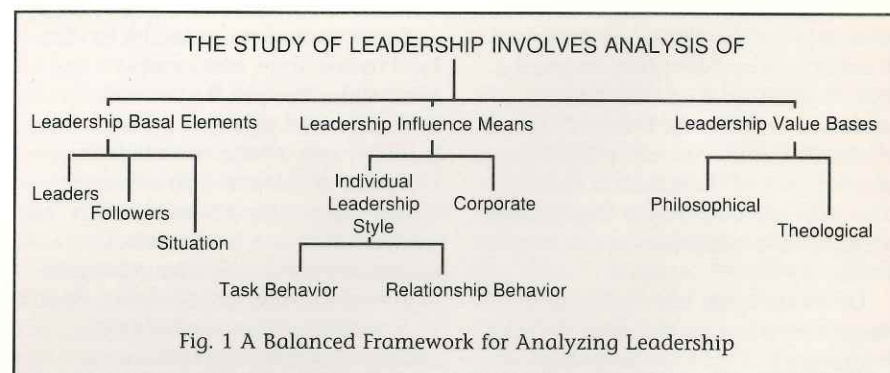 THE STUDY OF LEADERSHIP INVOLVES ANALYSIS OF
Leadership Basal Elements
Leadership Influence Means
Leadership Value Bases
Leaders
Followers
Situation
Individual
Leadership
Style
Corporate
Philosophical
Theological
Task Behavior
Relationship Behavior
Fig. 1 A Balanced Framework for Analyzing Leadership